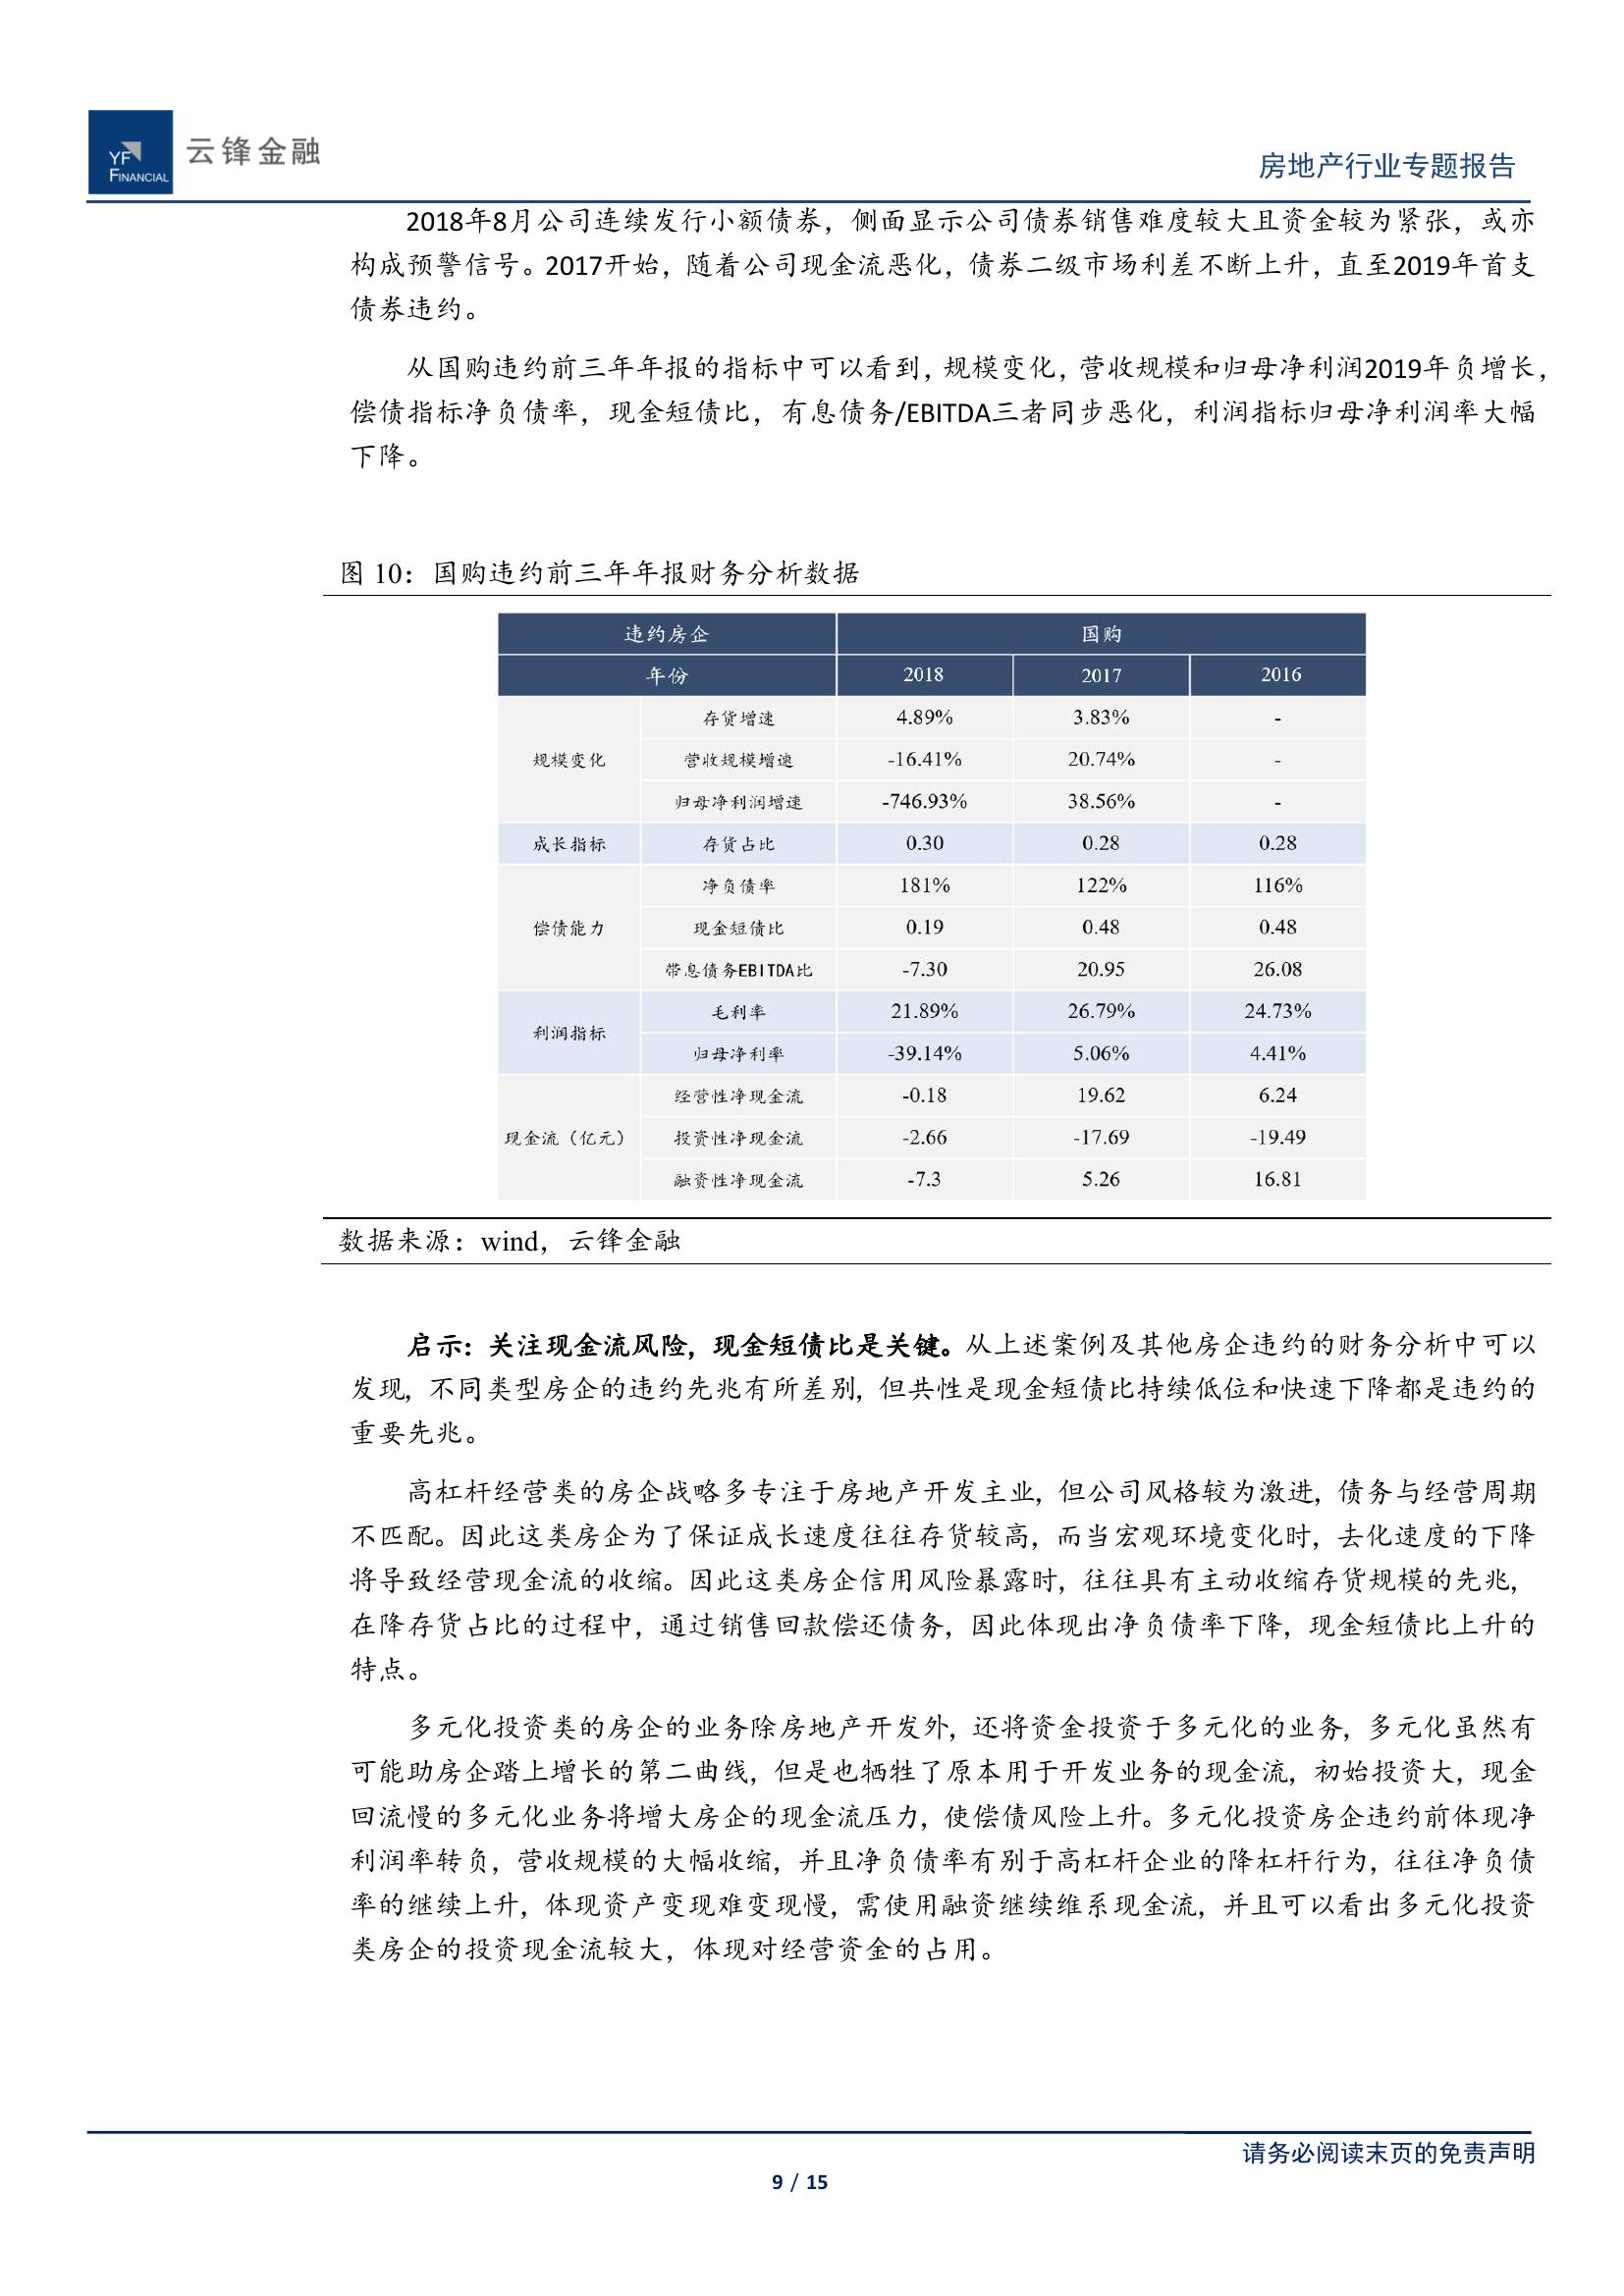 YF
FINANCIAL
云锋金融
房地产行业专题报告
2018年8月公司连续发行小额债券，侧面显示公司债券销售难度较大且资金较为紧张，或亦
构成预警信号。2017开始，随着公司现金流恶化，债券二级市场利差不断上升，直至2019年首支
债券违约。
从国购违约前三年年报的指标中可以看到，规模变化，营收规模和归母净利润2019年负增长，
偿债指标净负债率，现金短债比，有息债务/EBITDA三者同步恶化，利润指标归母净利润率大幅
下降。
图 10：国购违约前三年年报财务分析数据
违约房企 国购
年份 2018 2017 2016
规模变化 存货增速 4.89% 3.83% -
营收规模增速 -16.41% 20.74% -
归母净利润增速 -746.93% 38.56% -
成长指标 存货占比 0.30 0.28 0.28
偿债能力 净负债率 181% 122% 116%
现金短债比 0.19 0.48 0.48
带息债务EBITDA比 -7.30 20.95 26.08
利润指标 毛利率 21.89% 26.79% 24.73%
归母净利率 -39.14% 5.06% 4.41%
现金流（亿元） 经营性净现金流 -0.18 19.62 6.24
投资性净现金流 -2.66 -17.69 -19.49
融资性净现金流 -7.3 5.26 16.81
数据来源：wind，云锋金融
启示：关注现金流风险，现金短债比是关键。从上述案例及其他房企违约的财务分析中可以
发现，不同类型房企的违约先兆有所差别，但共性是现金短债比持续低位和快速下降都是违约的
重要先兆。
高杠杆经营类的房企战略多专注于房地产开发主业，但公司风格较为激进，债务与经营周期
不匹配。因此这类房企为了保证成长速度往往存货较高，而当宏观环境变化时，去化速度的下降
将导致经营现金流的收缩。因此这类房企信用风险暴露时，往往具有主动收缩存货规模的先兆，
在降存货占比的过程中，通过销售回款偿还债务，因此体现出净负债率下降，现金短债比上升的
特点。
多元化投资类的房企的业务除房地产开发外，还将资金投资于多元化的业务，多元化虽然有
可能助房企踏上增长的第二曲线，但是也牺牲了原本用于开发业务的现金流，初始投资大，现金
回流慢的多元化业务将增大房企的现金流压力，使偿债风险上升。多元化投资房企违约前体现净
利润率转负，营收规模的大幅收缩，并且净负债率有别于高杠杆企业的降杠杆行为，往往净负债
率的继续上升，体现资产变现难变现慢，需使用融资继续维系现金流，并且可以看出多元化投资
类房企的投资现金流较大，体现对经营资金的占用。
请务必阅读末页的免责声明
9 / 15